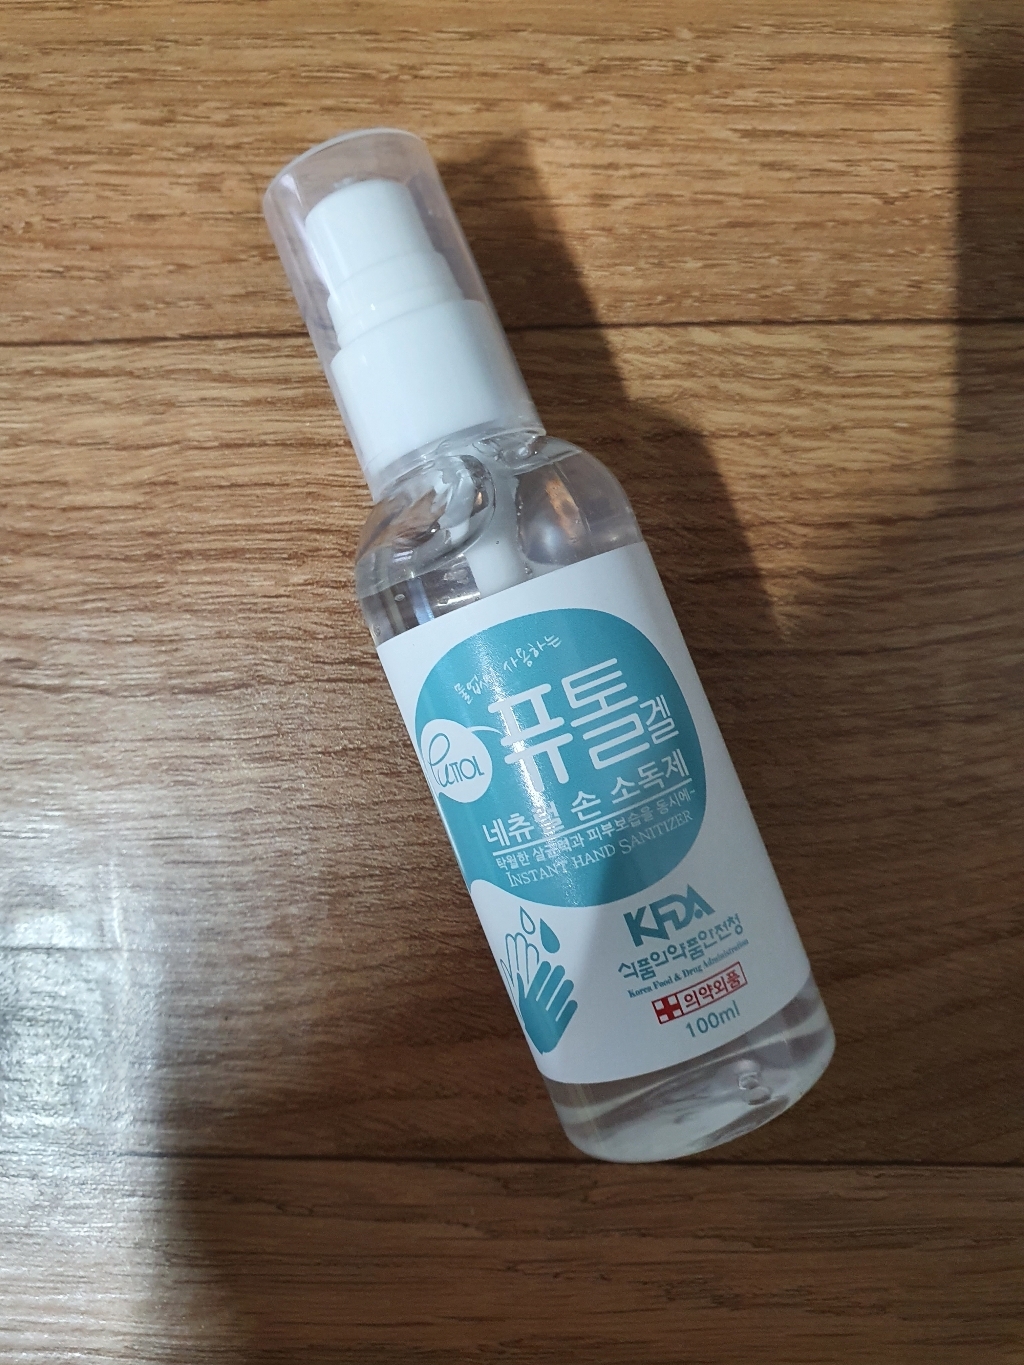 물없이 사용하는
PUTOL
퓨톨겔
네츄럴 손 소독제
탁월한 살균력과 피부보습을 동시에~
INSTANT HAND SANITIZER
KFDA
식품의약품안전청
Korea Food & Drug Administration
의약외품
100ml